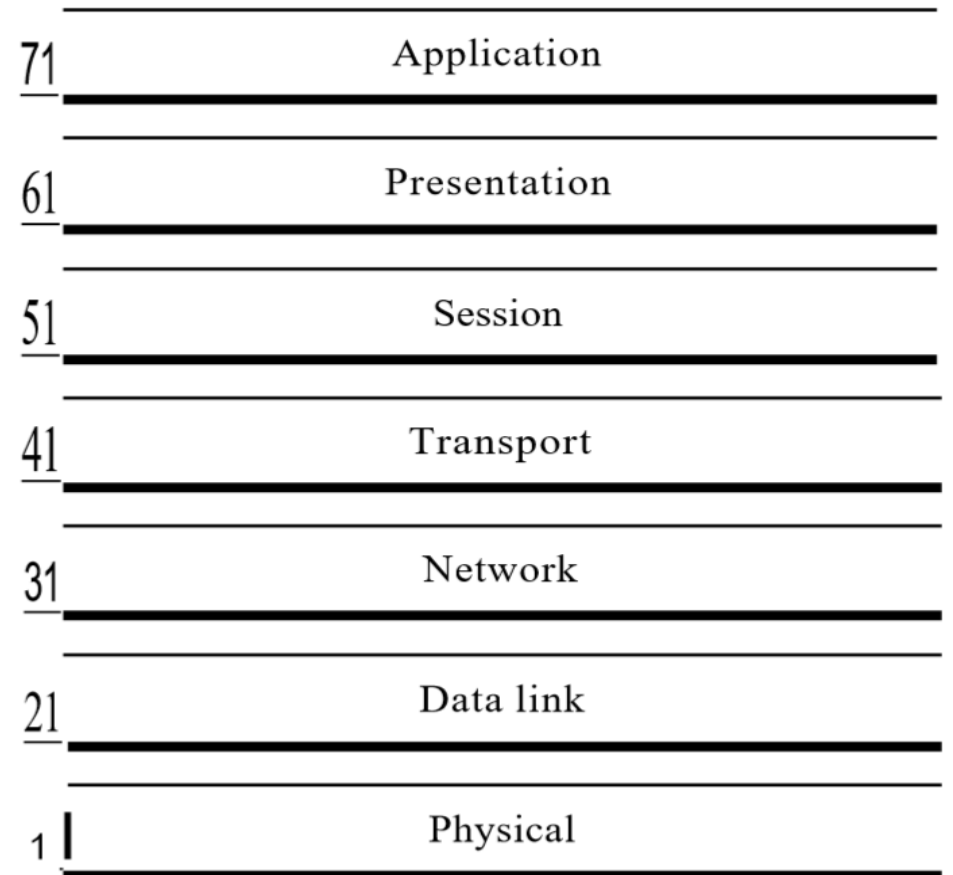 71 Application
61 Presentation
51 Session
41 Transport
31 Network
21 Data link
1 Physical